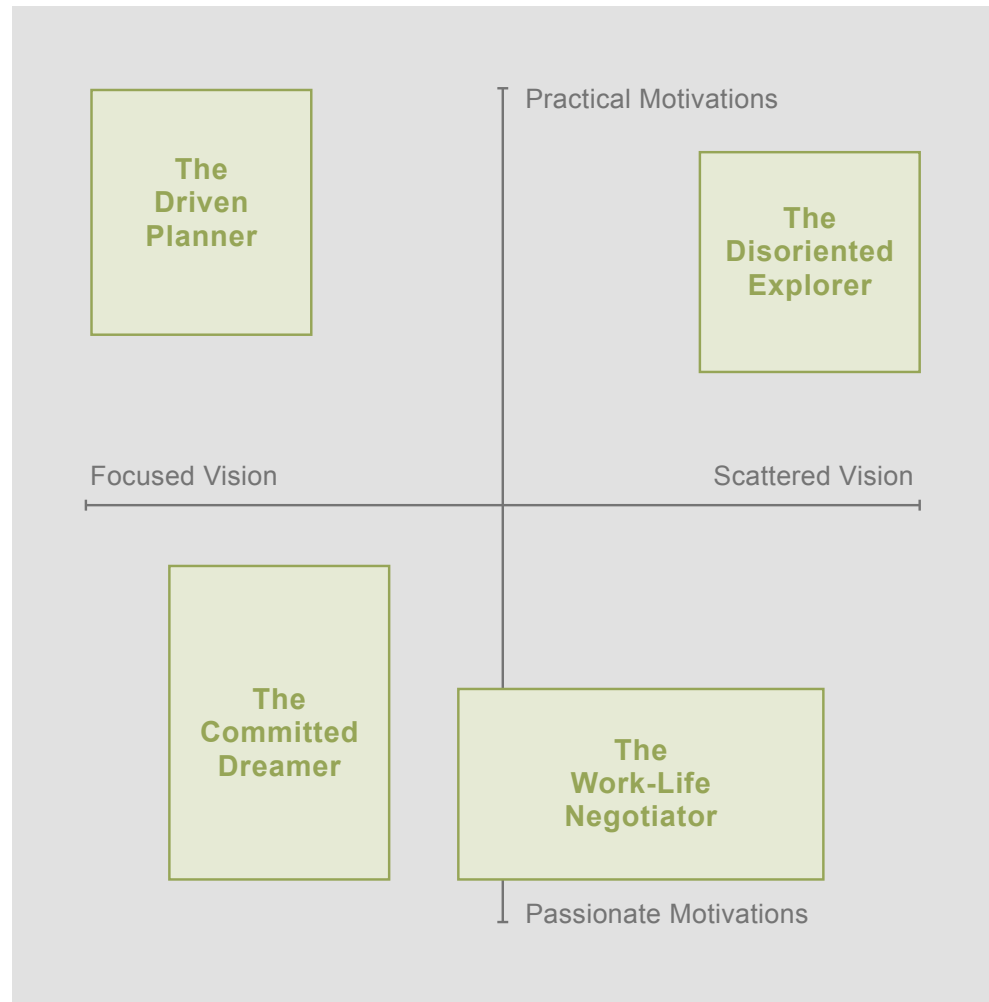 Practical Motivations
The
Driven
Planner
The
Disoriented
Explorer
Focused Vision
Scattered Vision
The
Committed
Dreamer
The
Work-Life
Negotiator
Passionate Motivations